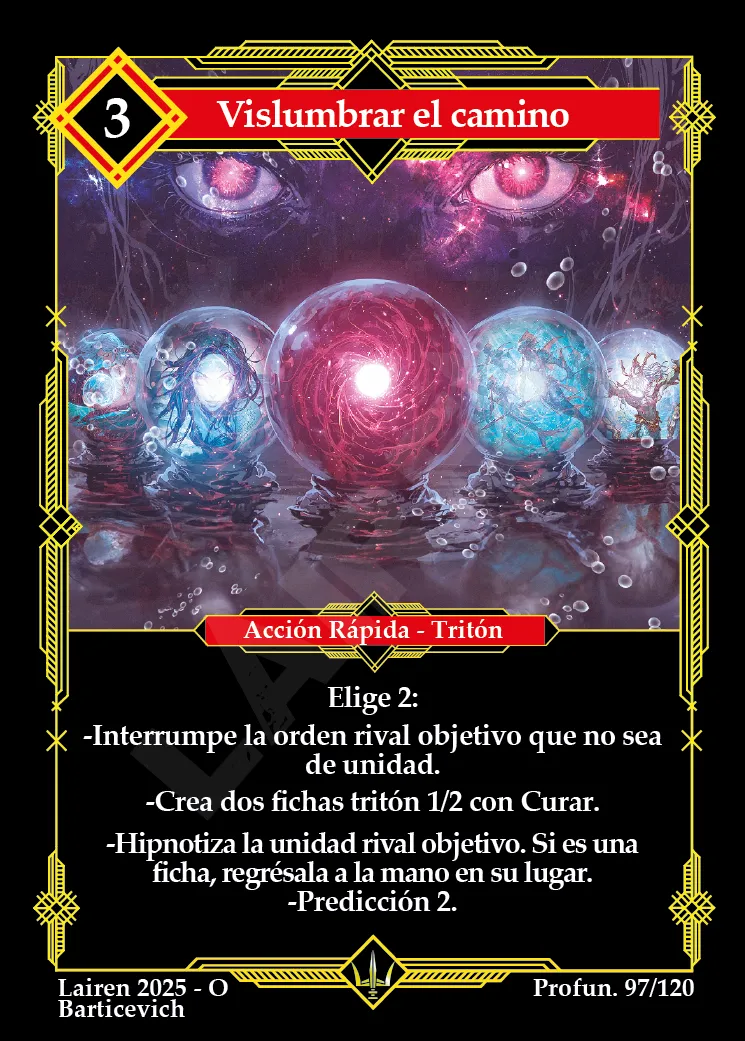 3
Vislumbrar el camino
Acción Rápida - Tritón
Elige 2:
-Interrumpe la orden rival objetivo que no sea
de unidad.
-Crea dos fichas tritón 1/2 con Curar.
-Hipnotiza la unidad rival objetivo. Si es una
ficha, regrésala a la mano en su lugar.
-Predicción 2.
Lairen 2025 - O
Barticevich
Profun. 97/120